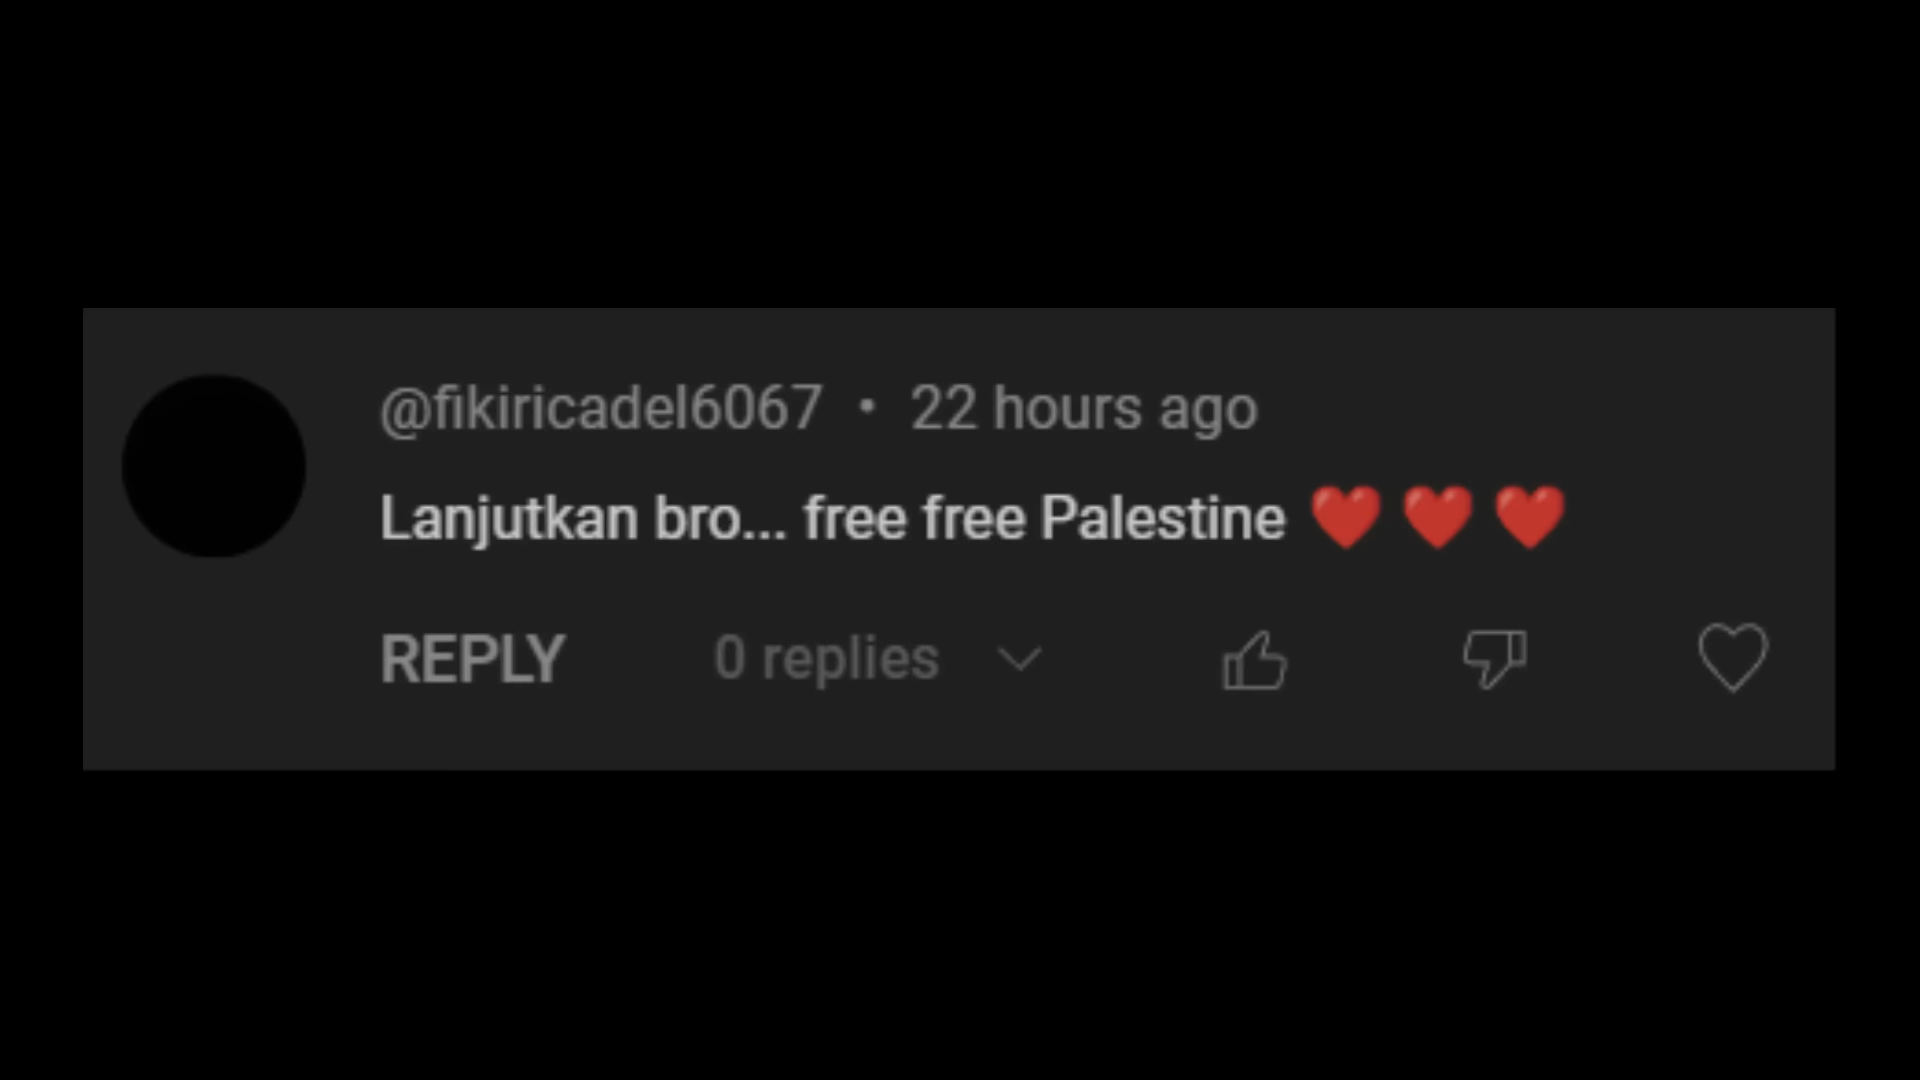 @fikiricadel6067 • 22 hours ago
Lanjutkan bro... free free Palestine ❤️❤️❤️
REPLY 0 replies